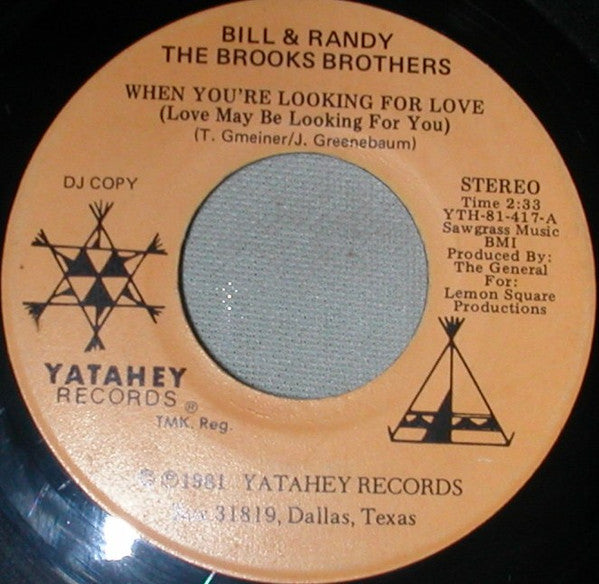 BILL & RANDY
THE BROOKS BROTHERS
WHEN YOU'RE LOOKING FOR LOVE
(Love May Be Looking For You)
(T. Gmeiner/J. Greenebaum)
DJ COPY
STEREO
Time 2:33
YTH-81-417-A
Sawgrass Music
BMI
Produced By:
The General
For:
Lemon Square
Productions
YATAHEY
RECORDS ®
TMK. Reg.
℗1981 YATAHEY RECORDS
31819, Dallas, Texas